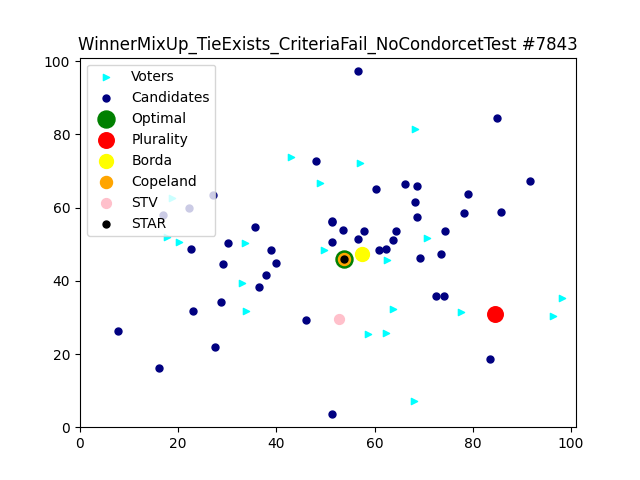 WinnerMixUp_TieExists_CriteriaFail_NoCondorcetTest #7843
Voters
Candidates
Optimal
Plurality
Borda
Copeland
STV
STAR
100
80
60
40
20
0
0 20 40 60 80 100